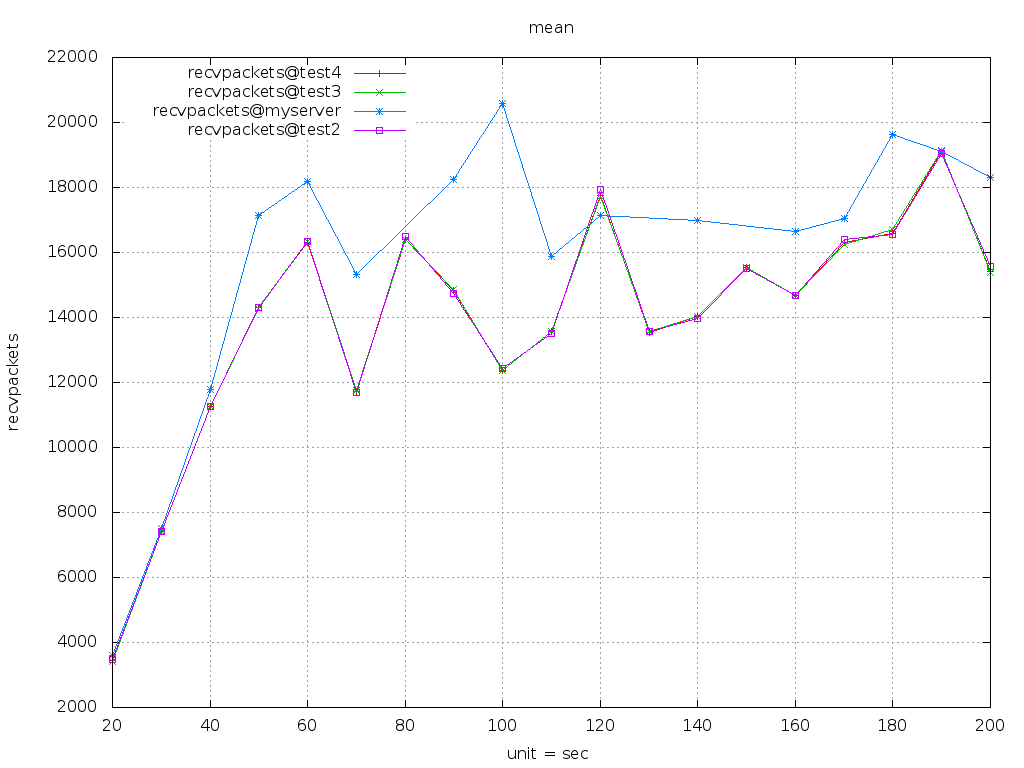 mean
22000
20000
18000
16000
14000
12000
10000
8000
6000
4000
2000
recvpackets@test4
recvpackets@test3
recvpackets@myserver
recvpackets@test2
recvpackets
20 40 60 80 100 120 140 160 180 200
unit = sec